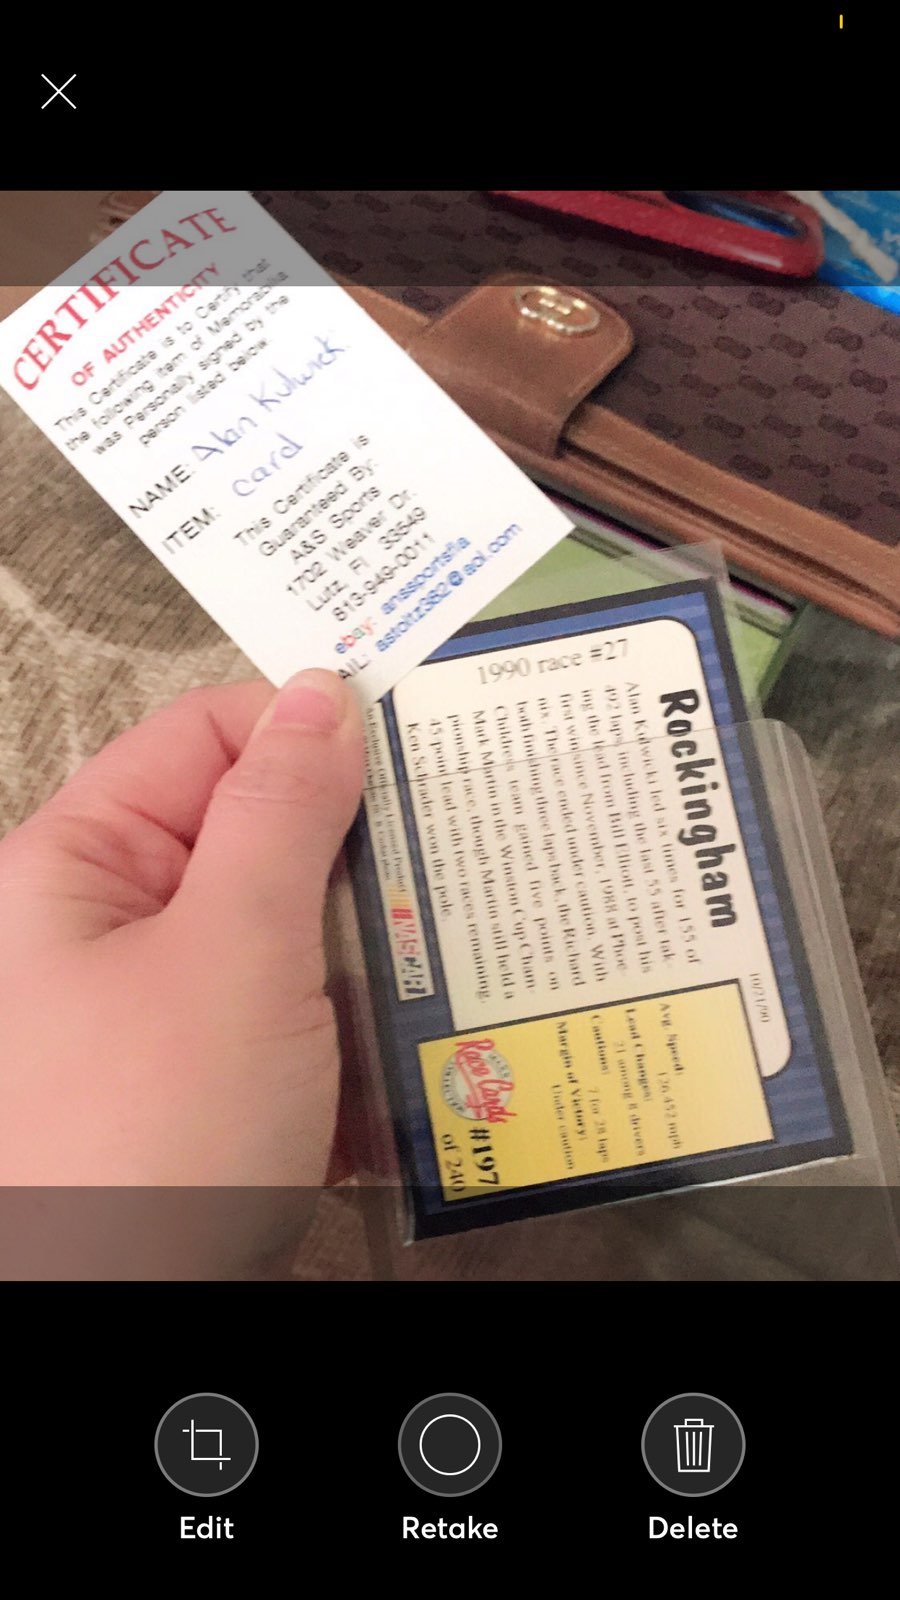 CERTIFICATE
OF AUTHENTICITY
This Certificate is to Certify that
the following item of Memorabilia
was Personally signed by the
person listed below.
NAME: Alan Kulwick
ITEM: card
This Certificate is
Guaranteed By:
A&S Sports
1702 Weaver Dr.
Lutz, Fl 33549
813-949-0011
ebay: anssportsfla
AIL: astoltz382@aol.com
1990 race #27
Rockingham
10/21/90
Alan Kulwicki led six times for 155 of
492 laps, including the last 55 after tak-
ing the lead from Bill Elliott, to post his
first win since November, 1988 at Phoe-
nix. The race ended under caution. With
both finishing three laps back, the Richard
Childress team gained five points on
Mark Martin in the Winston Cup Cham-
pionship race, though Martin still held a
45 point lead with two races remaining.
Ken Schrader won the pole.
NASCAR
Avg. Speed:
126.452 mph
Lead Changes:
21 among 8 drivers
Cautions:
7 for 28 laps
Margin of Victory:
Under caution
Race Cards
#197
of 240
Edit
Retake
Delete